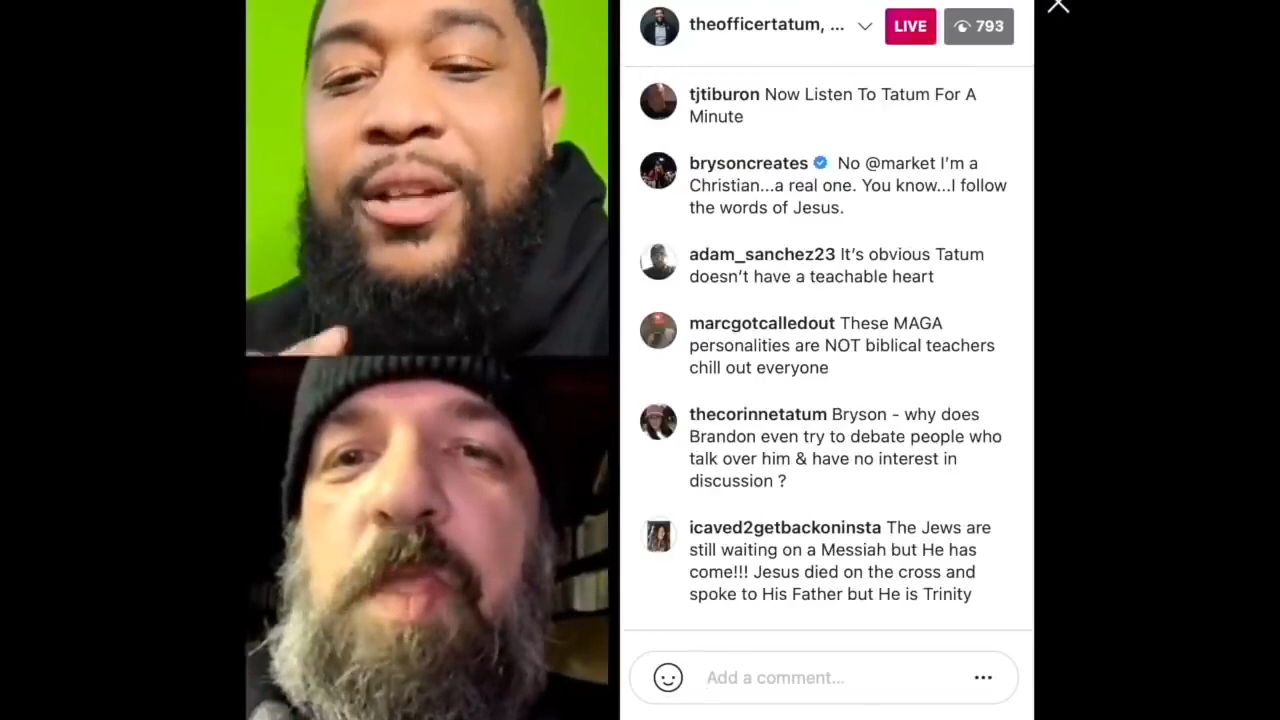 theofficertatum, ...
LIVE
793
tjtiburon Now Listen To Tatum For A
Minute
brysoncreates No @market I'm a
Christian...a real one. You know...I follow
the words of Jesus.
adam_sanchez23 It's obvious Tatum
doesn't have a teachable heart
marcgotcalledout These MAGA
personalities are NOT biblical teachers
chill out everyone
thecorinnetatum Bryson - why does
Brandon even try to debate people who
talk over him & have no interest in
discussion ?
icaved2getbackoninsta The Jews are
still waiting on a Messiah but He has
come!!! Jesus died on the cross and
spoke to His Father but He is Trinity
Add a comment...